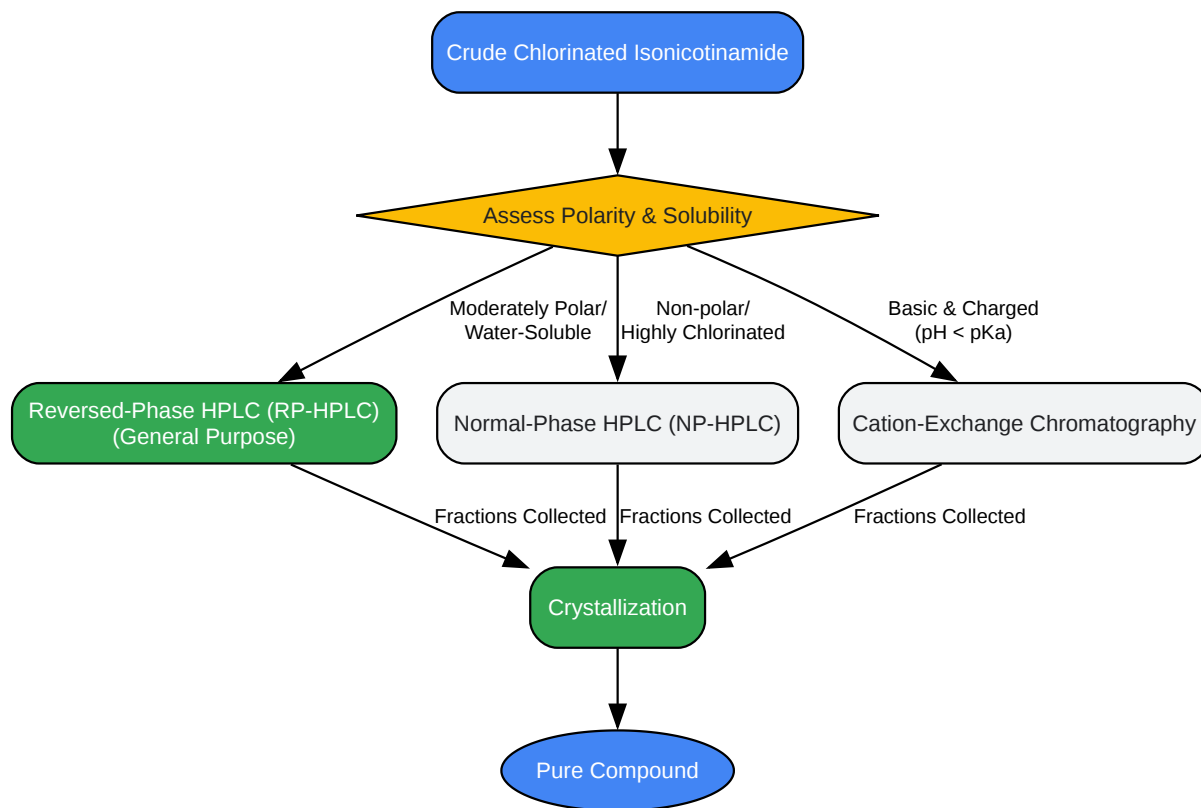 Crude Chlorinated Isonicotinamide
Assess Polarity & Solubility
Moderately Polar/
Water-Soluble
Non-polar/
Highly Chlorinated
Basic & Charged
(pH < pKa)
Reversed-Phase HPLC (RP-HPLC)
(General Purpose)
Normal-Phase HPLC (NP-HPLC)
Cation-Exchange Chromatography
Fractions Collected
Fractions Collected
Fractions Collected
Crystallization
Pure Compound